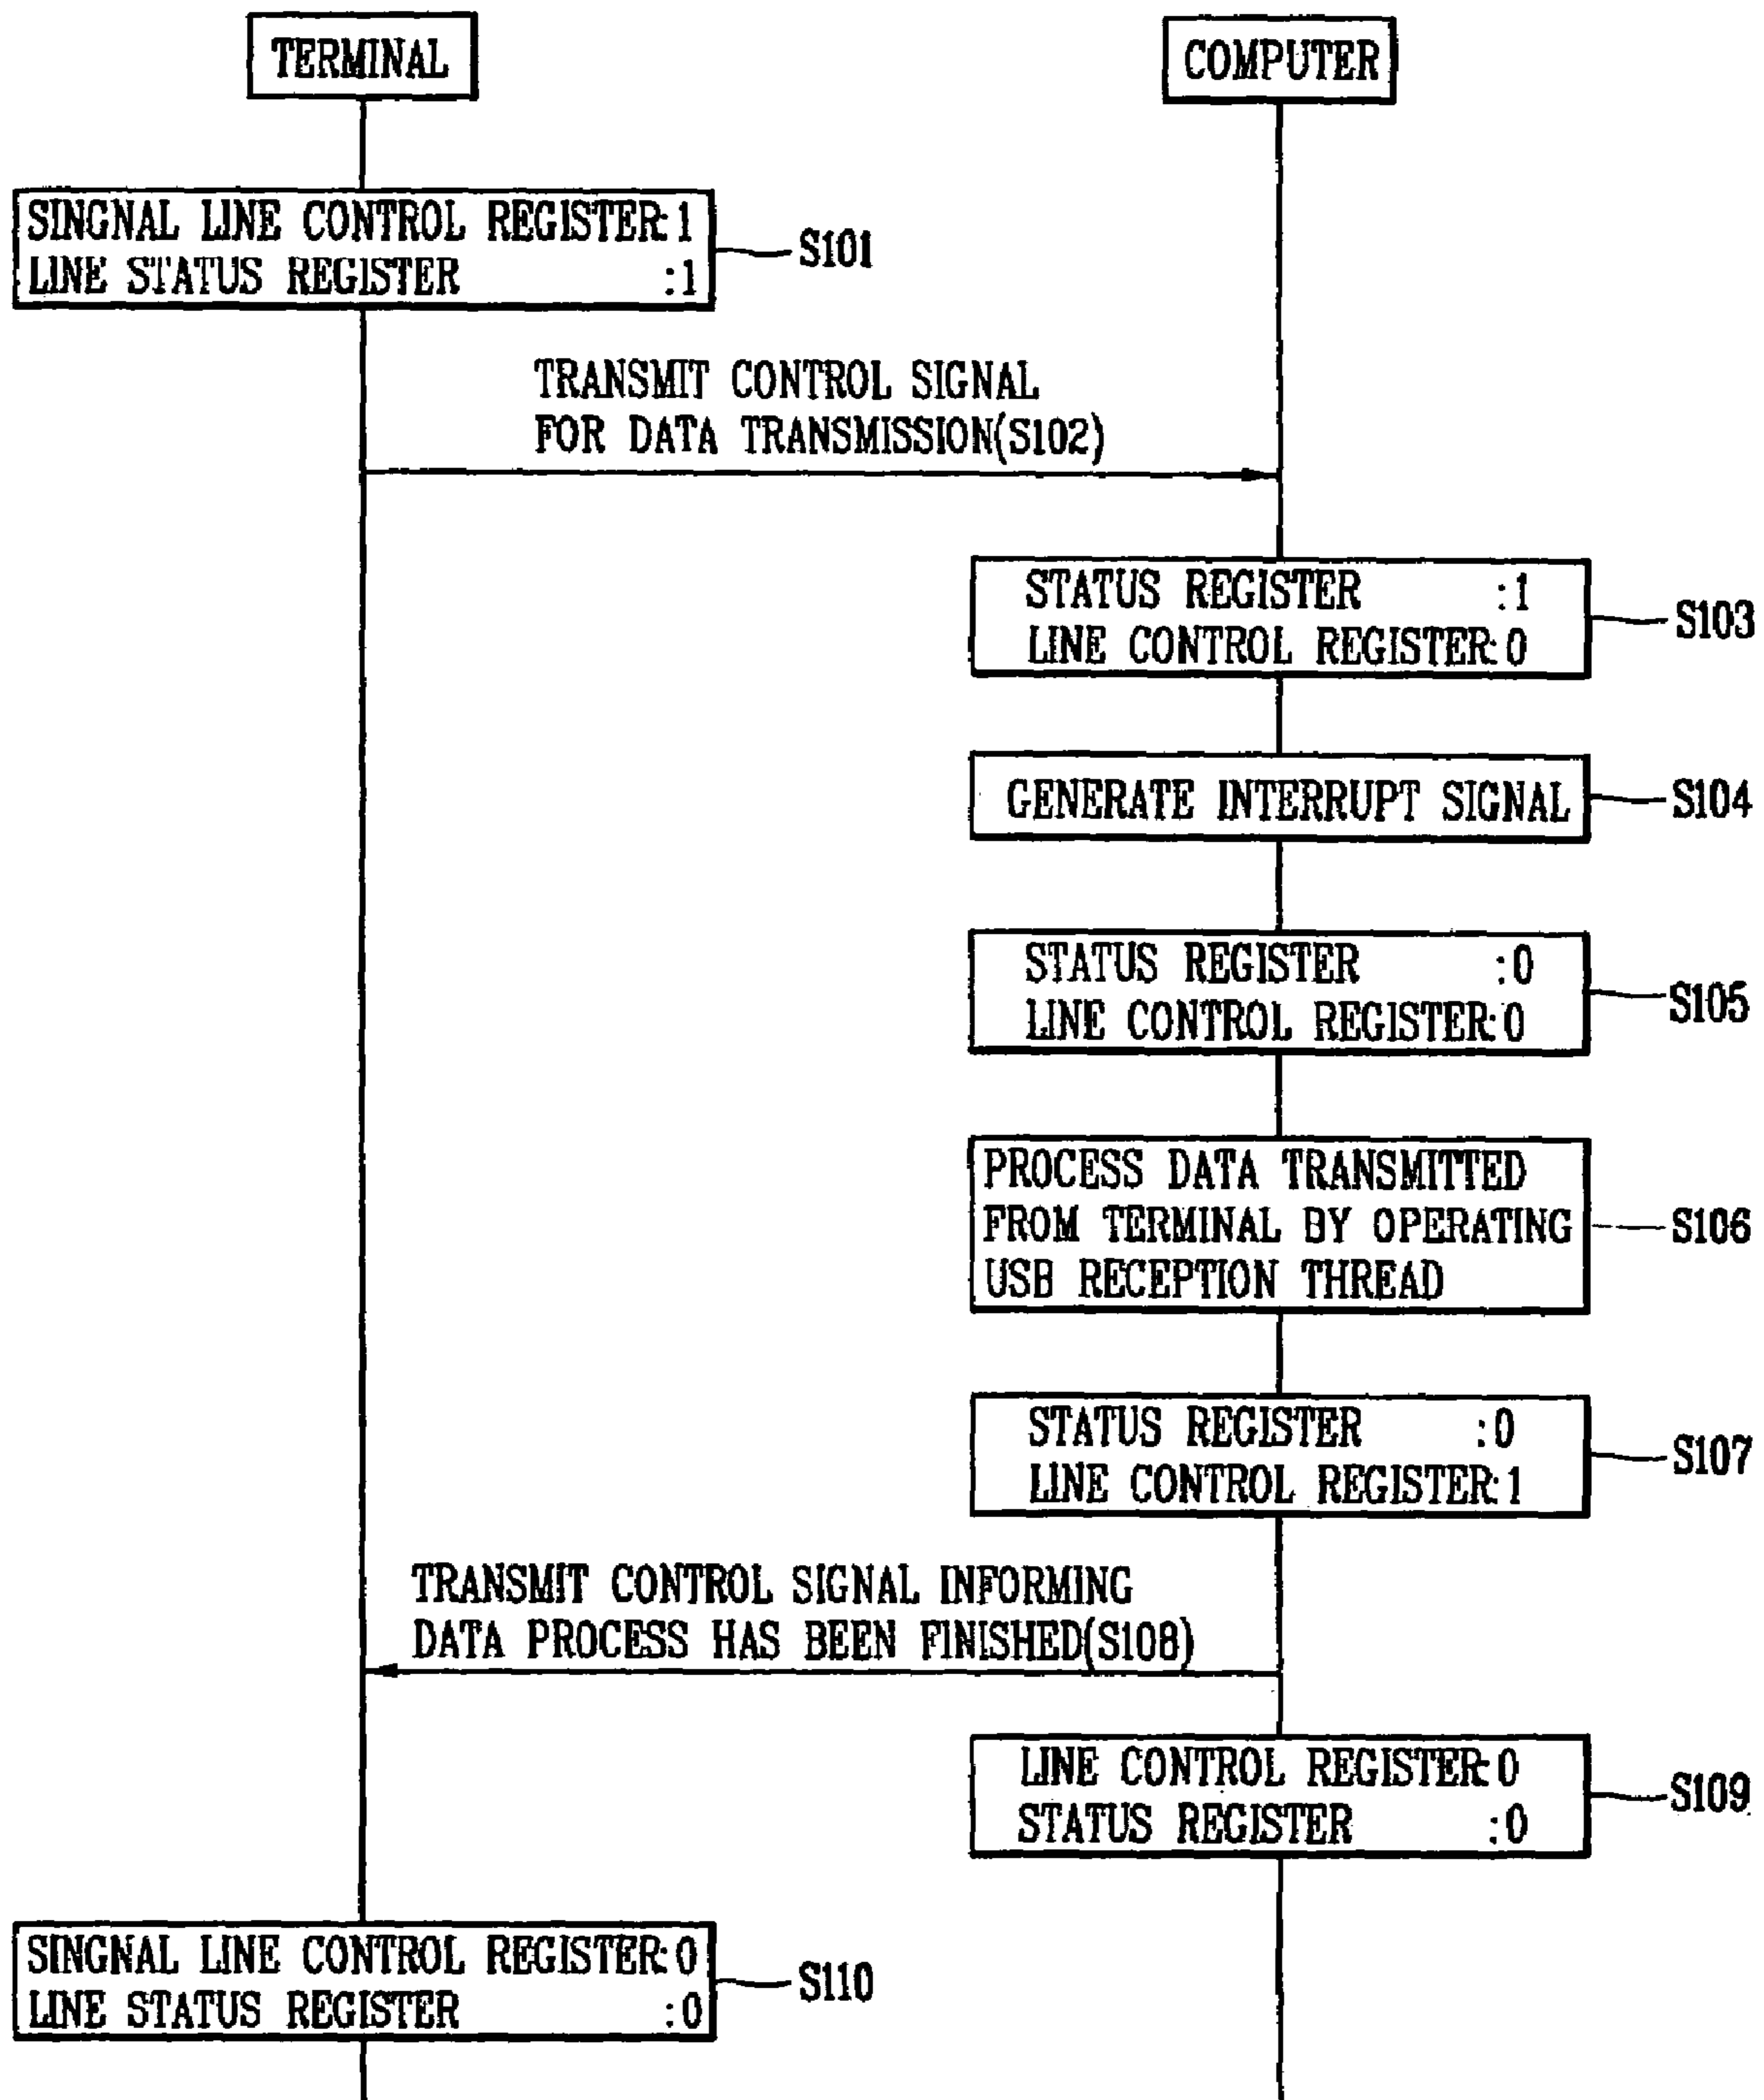 TERMINAL
COMPUTER
SINGNAL LINE CONTROL REGISTER:1
LINE STATUS REGISTER :1
S101
TRANSMIT CONTROL SIGNAL
FOR DATA TRANSMISSION(S102)
STATUS REGISTER :1
LINE CONTROL REGISTER:0
S103
GENERATE INTERRUPT SIGNAL
S104
STATUS REGISTER :0
LINE CONTROL REGISTER:0
S105
PROCESS DATA TRANSMITTED
FROM TERMINAL BY OPERATING
USB RECEPTION THREAD
S106
STATUS REGISTER :0
LINE CONTROL REGISTER:1
S107
TRANSMIT CONTROL SIGNAL INFORMING
DATA PROCESS HAS BEEN FINISHED(S108)
LINE CONTROL REGISTER:0
STATUS REGISTER :0
S109
SINGNAL LINE CONTROL REGISTER:0
LINE STATUS REGISTER :0
S110